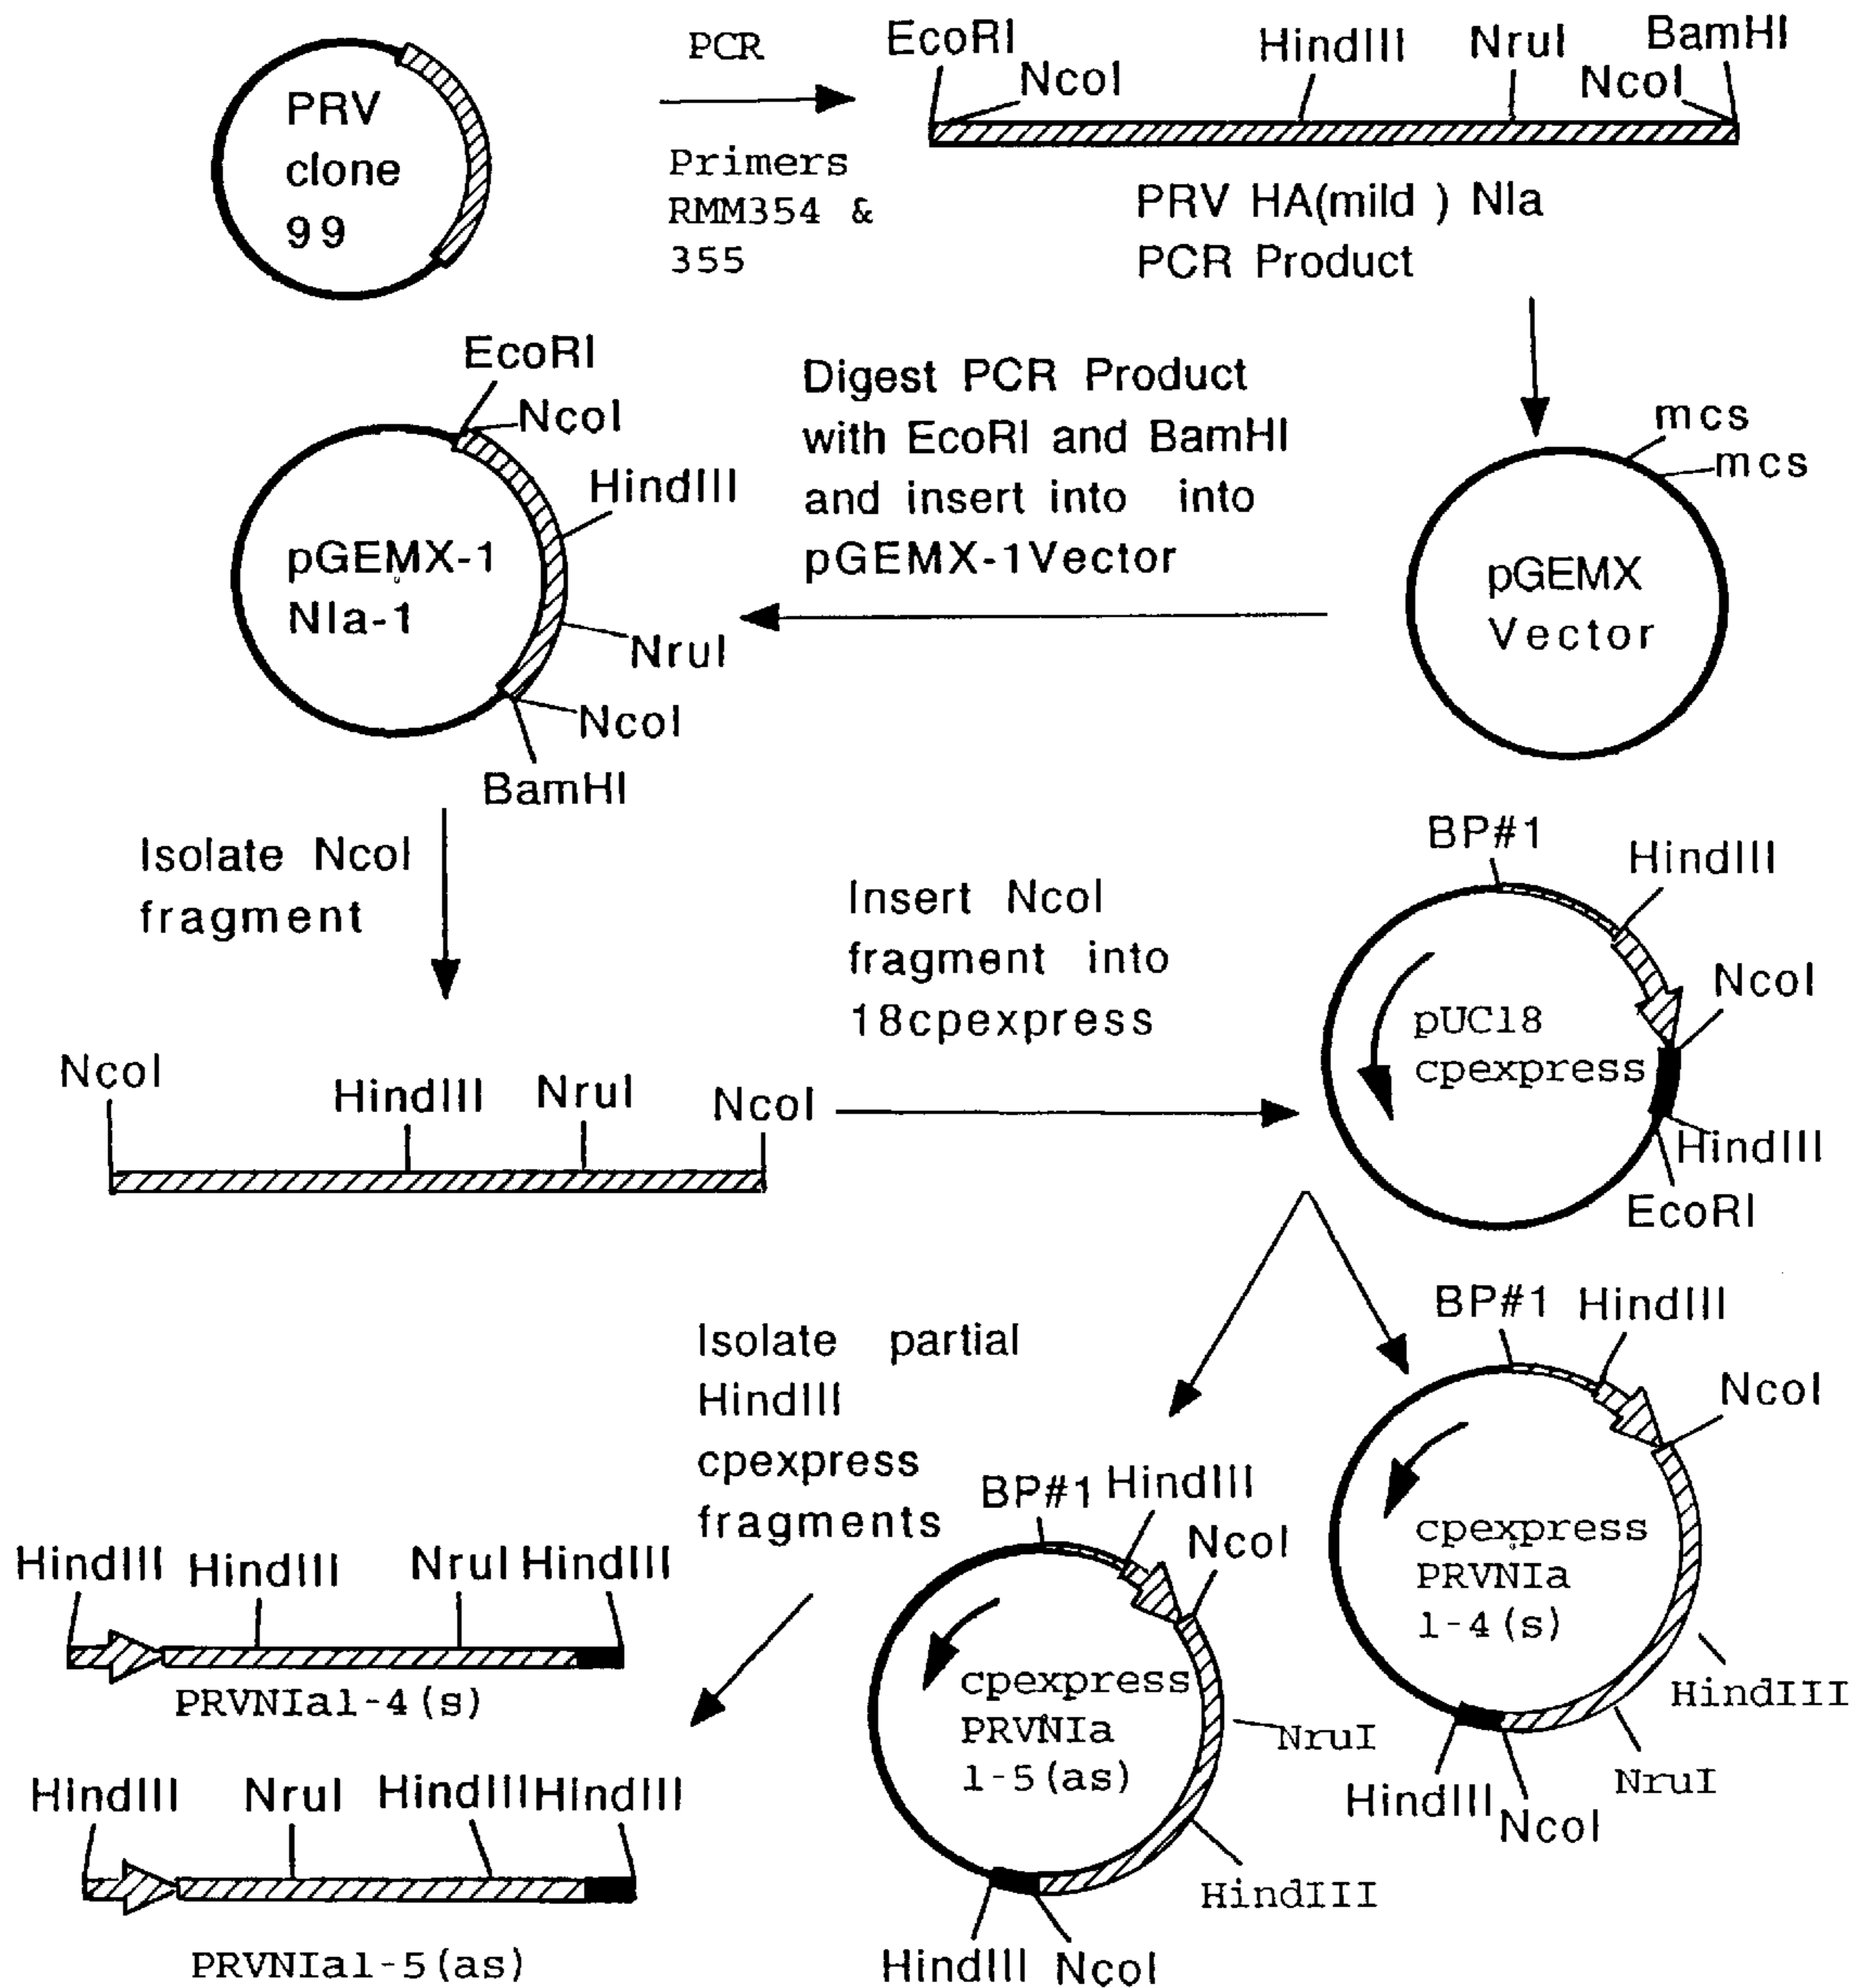 PRV
clone
99
PCR
Primers
RMM354 &
355
EcoRI
NcoI
HindIII
NruI
BamHI
NcoI
PRV HA(mild ) NIa
PCR Product
EcoRI
NcoI
HindIII
pGEMX-1
NIa-1
NruI
NcoI
BamHI
Digest PCR Product
with EcoRI and BamHI
and insert into into
pGEMX-1Vector
mcs
mcs
pGEMX
Vector
Isolate NcoI
fragment
NcoI
HindIII
NruI
NcoI
Insert NcoI
fragment into
18cpexpress
BP#1
HindIII
NcoI
pUC18
cpexpress
HindIII
EcoRI
BP#1 HindIII
NcoI
cpexpress
PRVNIa
1-4(s)
HindIII
NruI
HindIII
NcoI
Isolate partial
HindIII
cpexpress
fragments
BP#1 HindIII
NcoI
cpexpress
PRVNIa
1-5(as)
NruI
HindIII
HindIII NcoI
HindIII HindIII NruI HindIII
PRVNIa1-4(s)
HIndIII NruI HindIII HIndIII
PRVNIa1-5(as)